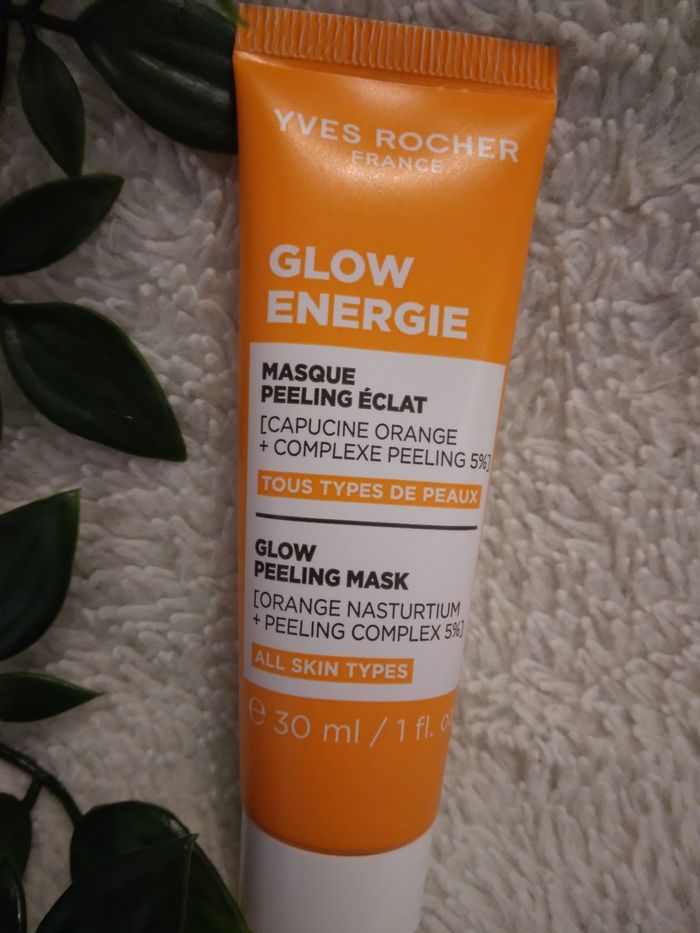 YVES ROCHER
FRANCE
GLOW
ENERGIE
MASQUE
PEELING ÉCLAT
[CAPUCINE ORANGE
+ COMPLEXE PEELING 5%]
TOUS TYPES DE PEAUX
GLOW
PEELING MASK
[ORANGE NASTURTIUM
+ PEELING COMPLEX 5%]
ALL SKIN TYPES
℮ 30 ml / 1 fl.